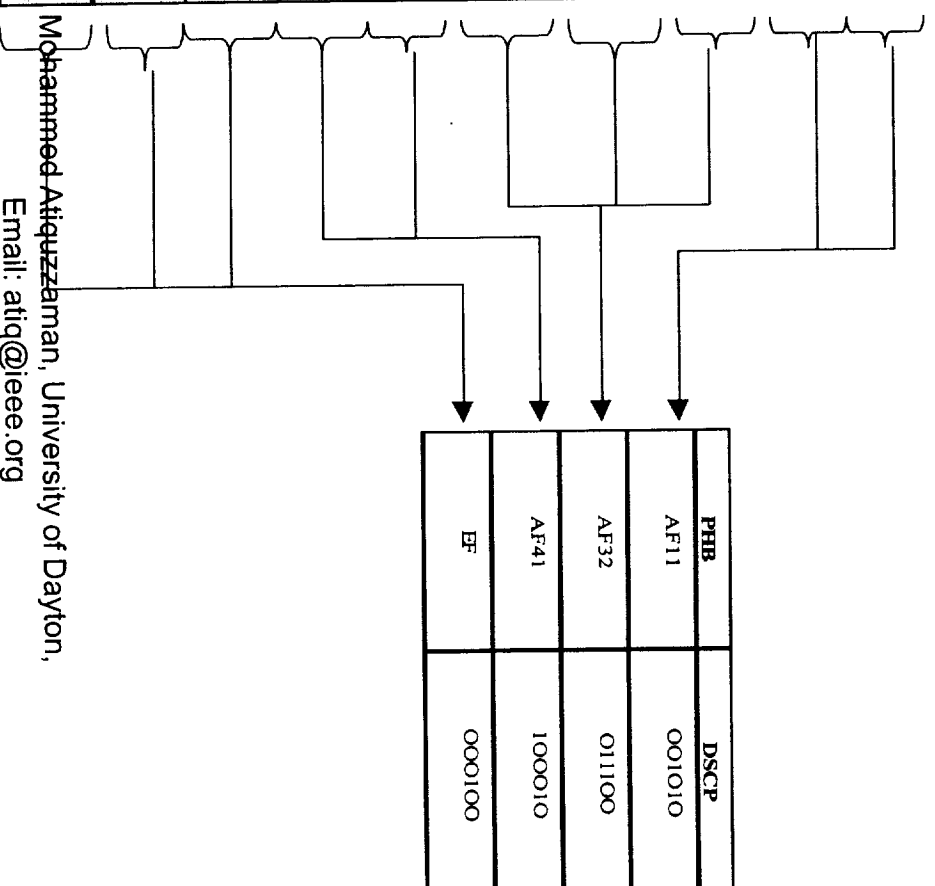 PHB DSCP
AF11 001010
AF32 011100
AF41 100010
EF 000100
Mohammed Atiquzzaman, University of Dayton,
Email: atiq@ieee.org